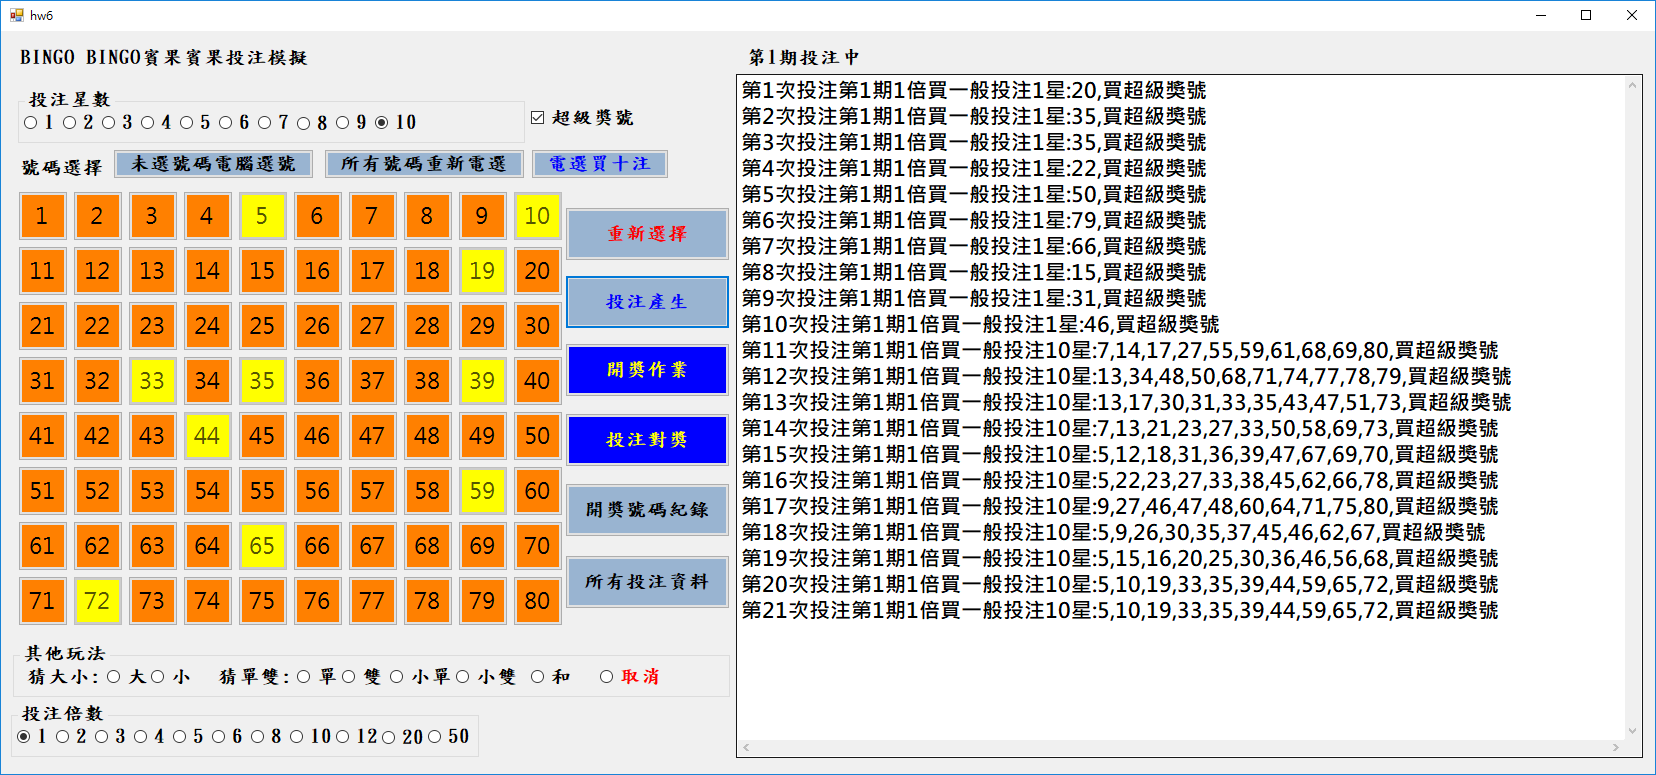 hw6
BINGO BINGO賓果賓果投注模擬
投注星數
1 2 3 4 5 6 7 8 9 10
超級獎號
號碼選擇 未選號碼電腦選號 所有號碼重新電選 電選買十注
1 2 3 4 5 6 7 8 9 10
11 12 13 14 15 16 17 18 19 20
21 22 23 24 25 26 27 28 29 30
31 32 33 34 35 36 37 38 39 40
41 42 43 44 45 46 47 48 49 50
51 52 53 54 55 56 57 58 59 60
61 62 63 64 65 66 67 68 69 70
71 72 73 74 75 76 77 78 79 80
重新選擇
投注產生
開獎作業
投注對獎
開獎號碼紀錄
所有投注資料
其他玩法
猜大小: 大 小 猜單雙: 單 雙 小單 小雙 和 取消
投注倍數
1 2 3 4 5 6 8 10 12 20 50
第1期投注中
第1次投注第1期1倍買一般投注1星:20,買超級獎號
第2次投注第1期1倍買一般投注1星:35,買超級獎號
第3次投注第1期1倍買一般投注1星:35,買超級獎號
第4次投注第1期1倍買一般投注1星:22,買超級獎號
第5次投注第1期1倍買一般投注1星:50,買超級獎號
第6次投注第1期1倍買一般投注1星:79,買超級獎號
第7次投注第1期1倍買一般投注1星:66,買超級獎號
第8次投注第1期1倍買一般投注1星:15,買超級獎號
第9次投注第1期1倍買一般投注1星:31,買超級獎號
第10次投注第1期1倍買一般投注1星:46,買超級獎號
第11次投注第1期1倍買一般投注10星:7,14,17,27,55,59,61,68,69,80,買超級獎號
第12次投注第1期1倍買一般投注10星:13,34,48,50,68,71,74,77,78,79,買超級獎號
第13次投注第1期1倍買一般投注10星:13,17,30,31,33,35,43,47,51,73,買超級獎號
第14次投注第1期1倍買一般投注10星:7,13,21,23,27,33,50,58,69,73,買超級獎號
第15次投注第1期1倍買一般投注10星:5,12,18,31,36,39,47,67,69,70,買超級獎號
第16次投注第1期1倍買一般投注10星:5,22,23,27,33,38,45,62,66,78,買超級獎號
第17次投注第1期1倍買一般投注10星:9,27,46,47,48,60,64,71,75,80,買超級獎號
第18次投注第1期1倍買一般投注10星:5,9,26,30,35,37,45,46,62,67,買超級獎號
第19次投注第1期1倍買一般投注10星:5,15,16,20,25,30,36,46,56,68,買超級獎號
第20次投注第1期1倍買一般投注10星:5,10,19,33,35,39,44,59,65,72,買超級獎號
第21次投注第1期1倍買一般投注10星:5,10,19,33,35,39,44,59,65,72,買超級獎號